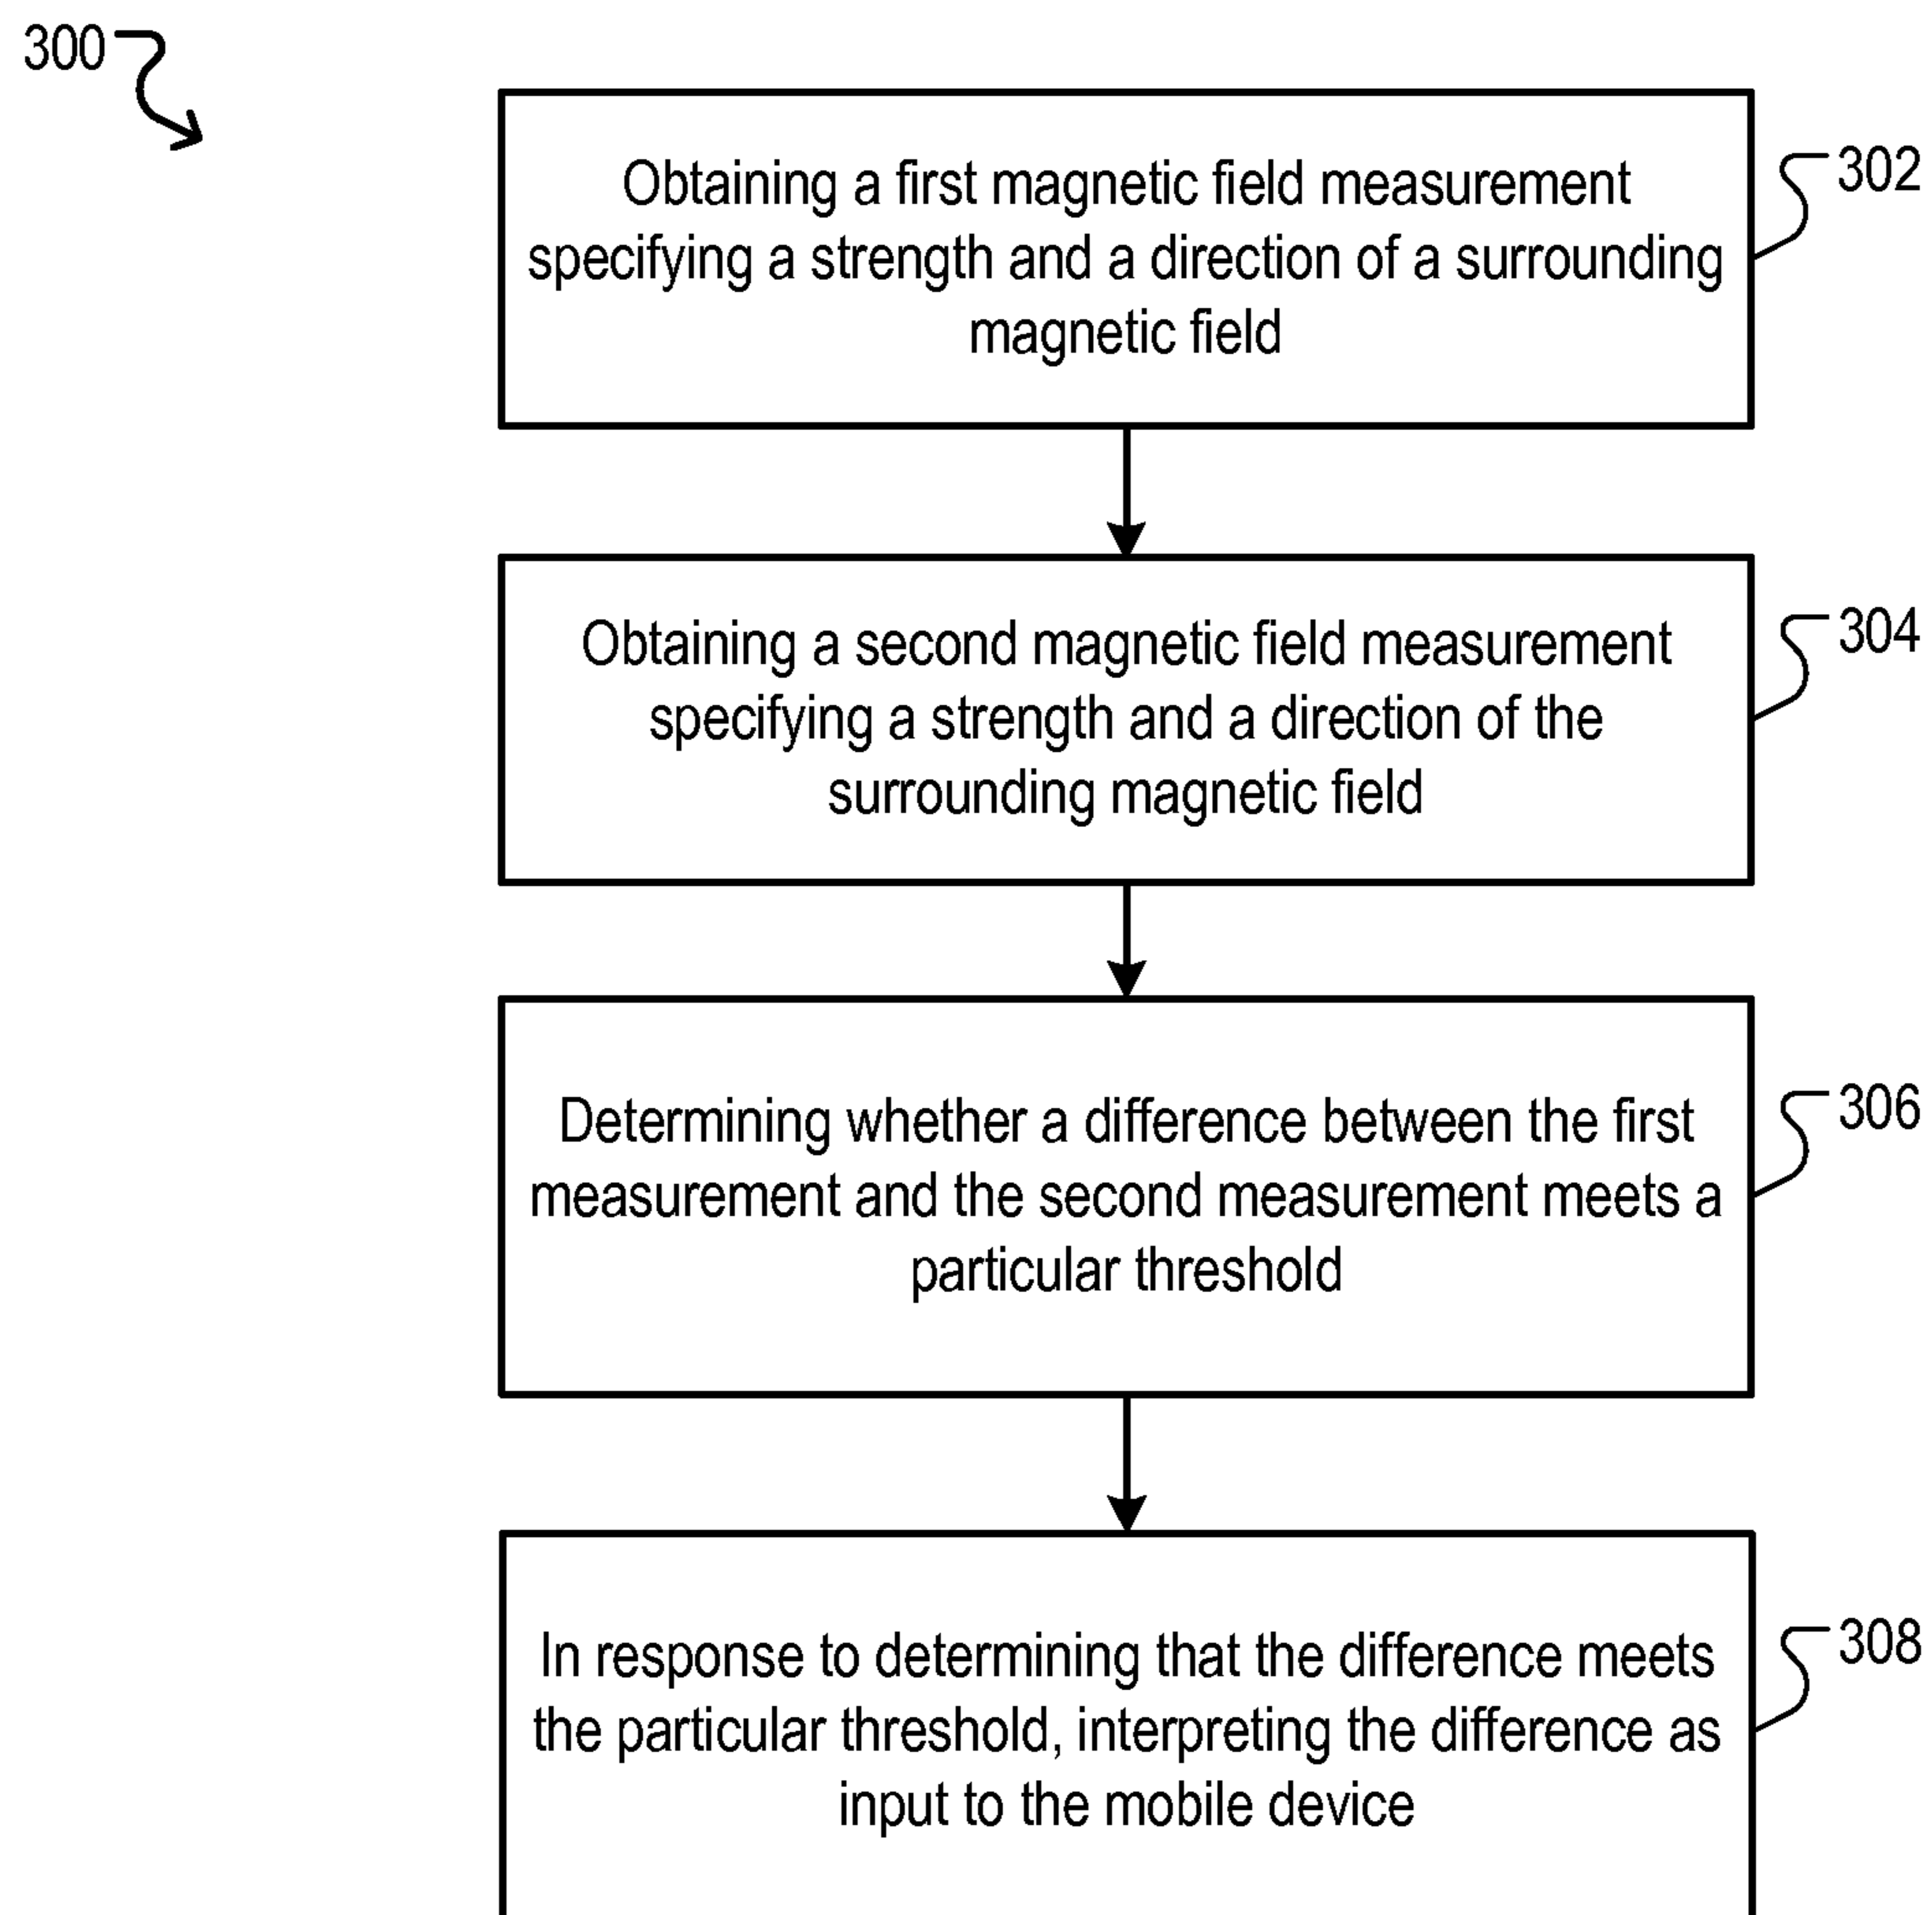 300
Obtaining a first magnetic field measurement
specifying a strength and a direction of a surrounding
magnetic field
302
Obtaining a second magnetic field measurement
specifying a strength and a direction of the
surrounding magnetic field
304
Determining whether a difference between the first
measurement and the second measurement meets a
particular threshold
306
In response to determining that the difference meets
the particular threshold, interpreting the difference as
input to the mobile device
308